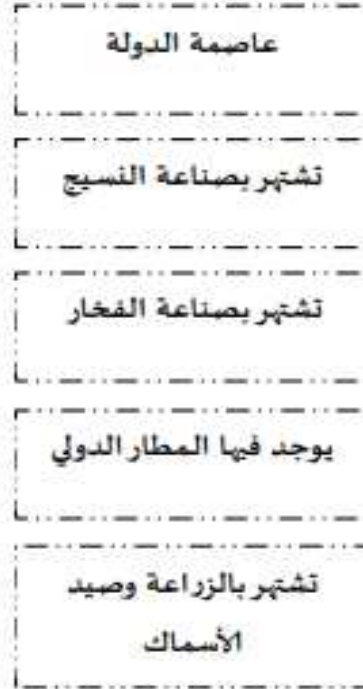 عاصمة الدولة
تشتهر بصناعة النسيج
تشتهر بصناعة الفخار
يوجد فيها المطار الدولي
تشتهر بالزراعة وصيد
الأسماك